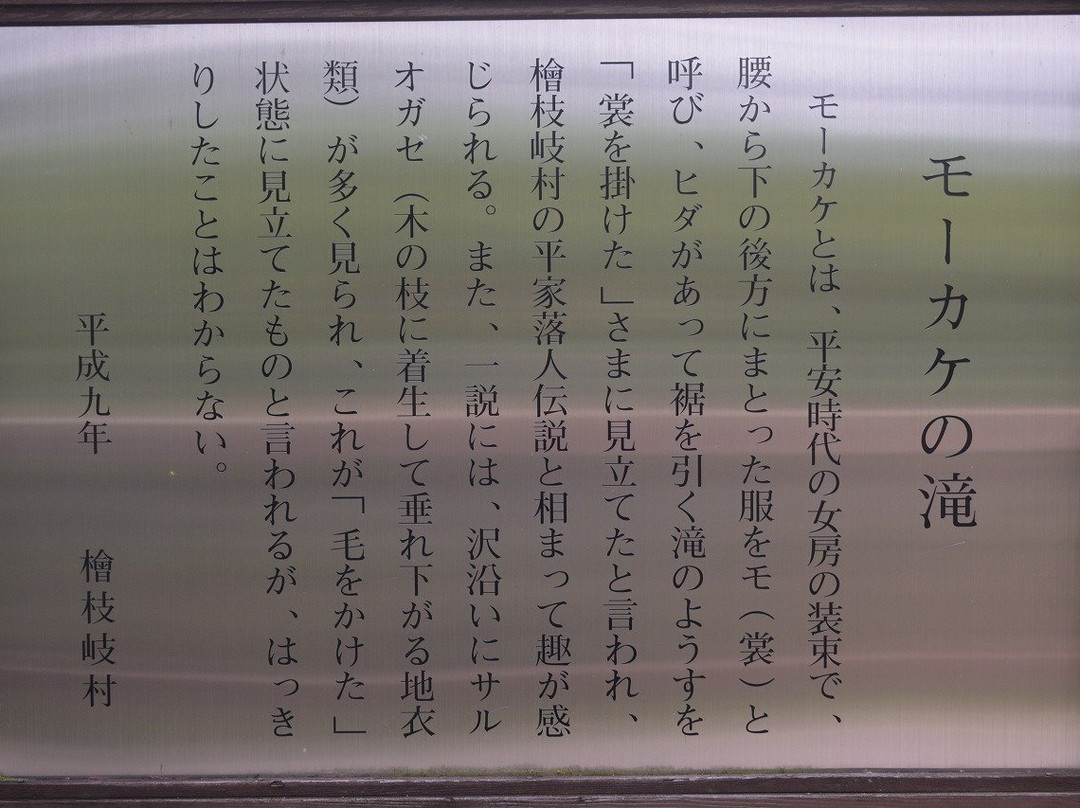 モーカケの滝
モーカケとは、平安時代の女房の装束で、
腰から下の後方にまとった服をモ(裳)と
呼び、ヒダがあって裾を引く滝のようすを
「裳を掛けた」さまに見立てたと言われ、
檜枝岐村の平家落人伝説と相まって趣が感
じられる。また、一説には、沢沿いにサル
オガセ(木の枝に着生して垂れ下がる地衣
類)が多く見られ、これが「毛をかけた」
状態に見立てたものと言われるが、はっき
りしたことはわからない。
平成九年 檜枝岐村